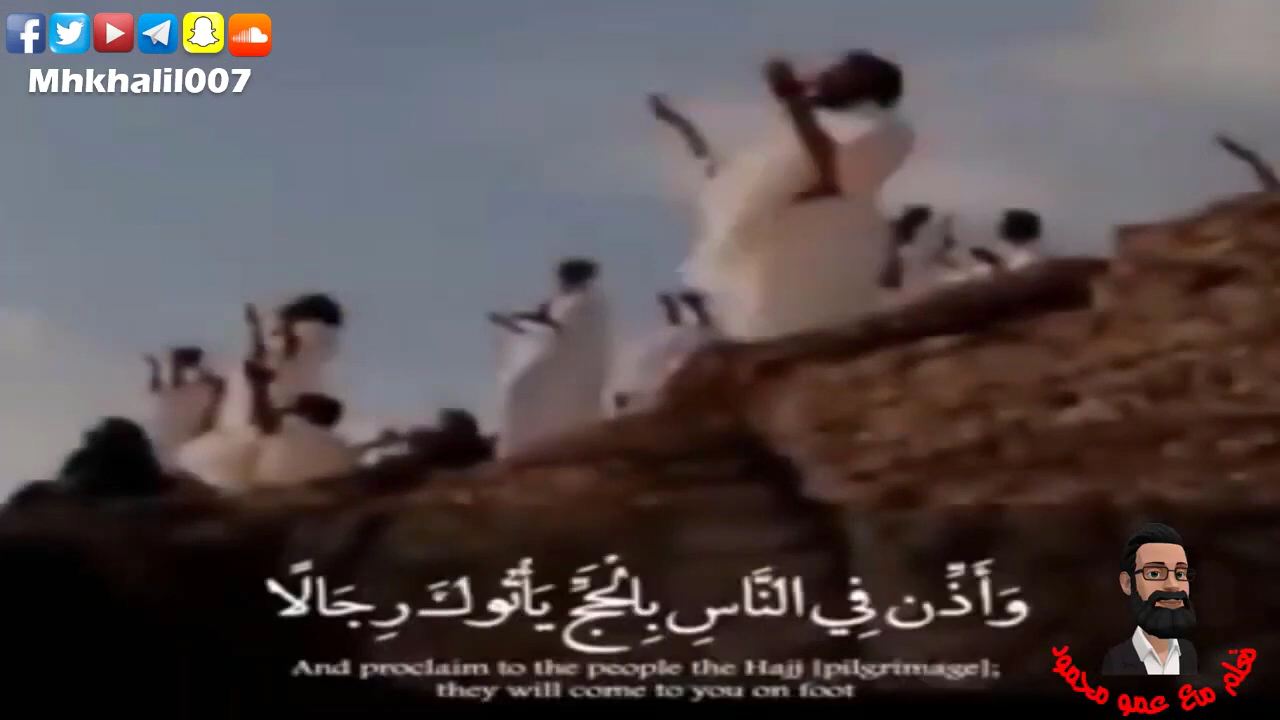 Mhkhalil007
وَأَذِّن فِي النَّاسِ بِالْحَجِّ يَأْتُوكَ رِجَالًا
And proclaim to the people the Hajj [pilgrimage];
they will come to you on foot
تعلم مع عمو محمود